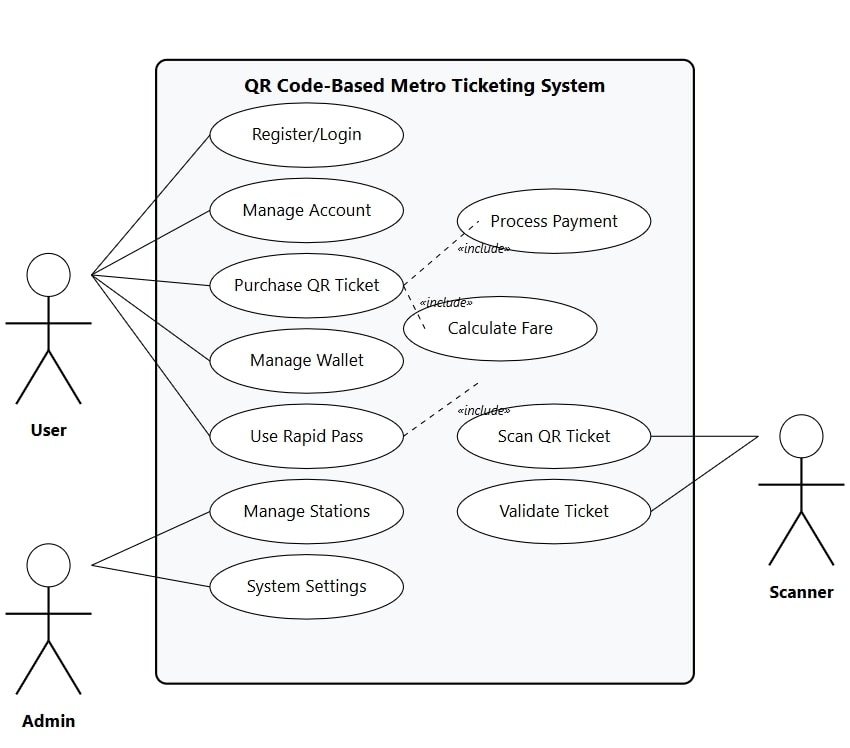 QR Code-Based Metro Ticketing System
Register/Login
Manage Account
Process Payment
«include»
Purchase QR Ticket
«include»
Calculate Fare
Manage Wallet
«include»
User
Use Rapid Pass
Scan QR Ticket
Manage Stations
Validate Ticket
System Settings
Scanner
Admin